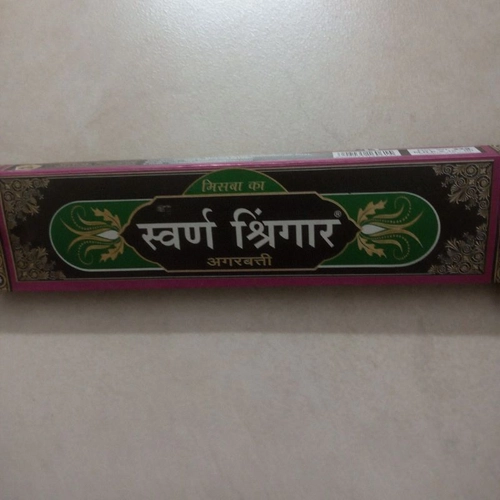 मिसबा का
स्वर्ण श्रिंगार®
अगरबत्ती